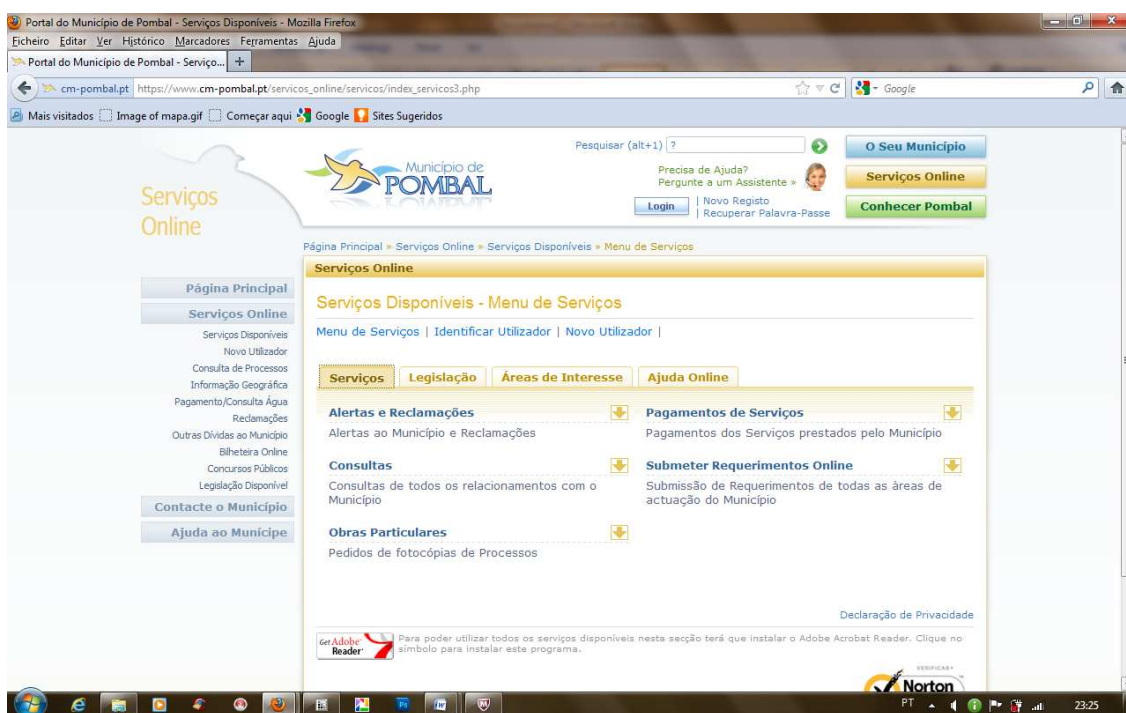 Portal do Município de Pombal - Serviços Disponíveis - Mozilla Firefox
Ficheiro Editar Ver Histórico Marcadores Ferramentas Ajuda
Portal do Município de Pombal - Serviço... +
cm-pombal.pt https://www.cm-pombal.pt/servicos_online/servicos/index_servicos3.php Google
Mais visitados Image of mapa.gif Começar aqui Google Sites Sugeridos
Serviços
Online
Município de
POMBAL
Pesquisar (alt+1) ?
Precisa de Ajuda?
Pergunte a um Assistente »
Login | Novo Registo
| Recuperar Palavra-Passe
O Seu Município
Serviços Online
Conhecer Pombal
Página Principal » Serviços Online » Serviços Disponíveis » Menu de Serviços
Página Principal
Serviços Online
Serviços Disponíveis
Novo Utilizador
Consulta de Processos
Informação Geográfica
Pagamento/Consulta Água
Reclamações
Outras Dívidas ao Município
Bilheteira Online
Concursos Públicos
Legislação Disponível
Contacte o Município
Ajuda ao Munícipe
Serviços Online
Serviços Disponíveis - Menu de Serviços
Menu de Serviços | Identificar Utilizador | Novo Utilizador |
Serviços Legislação Áreas de Interesse Ajuda Online
Alertas e Reclamações
Alertas ao Município e Reclamações
Pagamentos de Serviços
Pagamentos dos Serviços prestados pelo Município
Consultas
Consultas de todos os relacionamentos com o
Município
Submeter Requerimentos Online
Submissão de Requerimentos de todas as àreas de
actuação do Município
Obras Particulares
Pedidos de fotocópias de Processos
Declaração de Privacidade
Get Adobe
Reader
Para poder utilizar todos os serviços disponíveis nesta secção terá que instalar o Adobe Acrobat Reader. Clique no
símbolo para instalar este programa.
Norton
PT 23:25